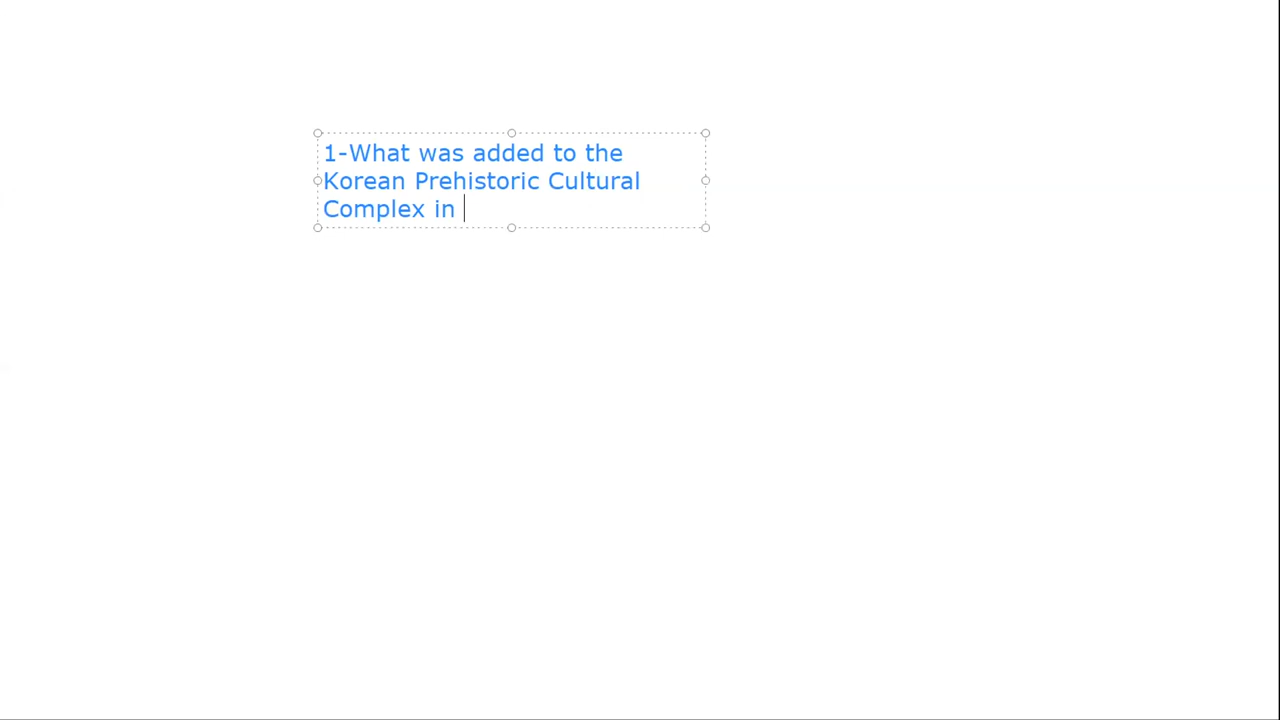 1-What was added to the
Korean Prehistoric Cultural
Complex in